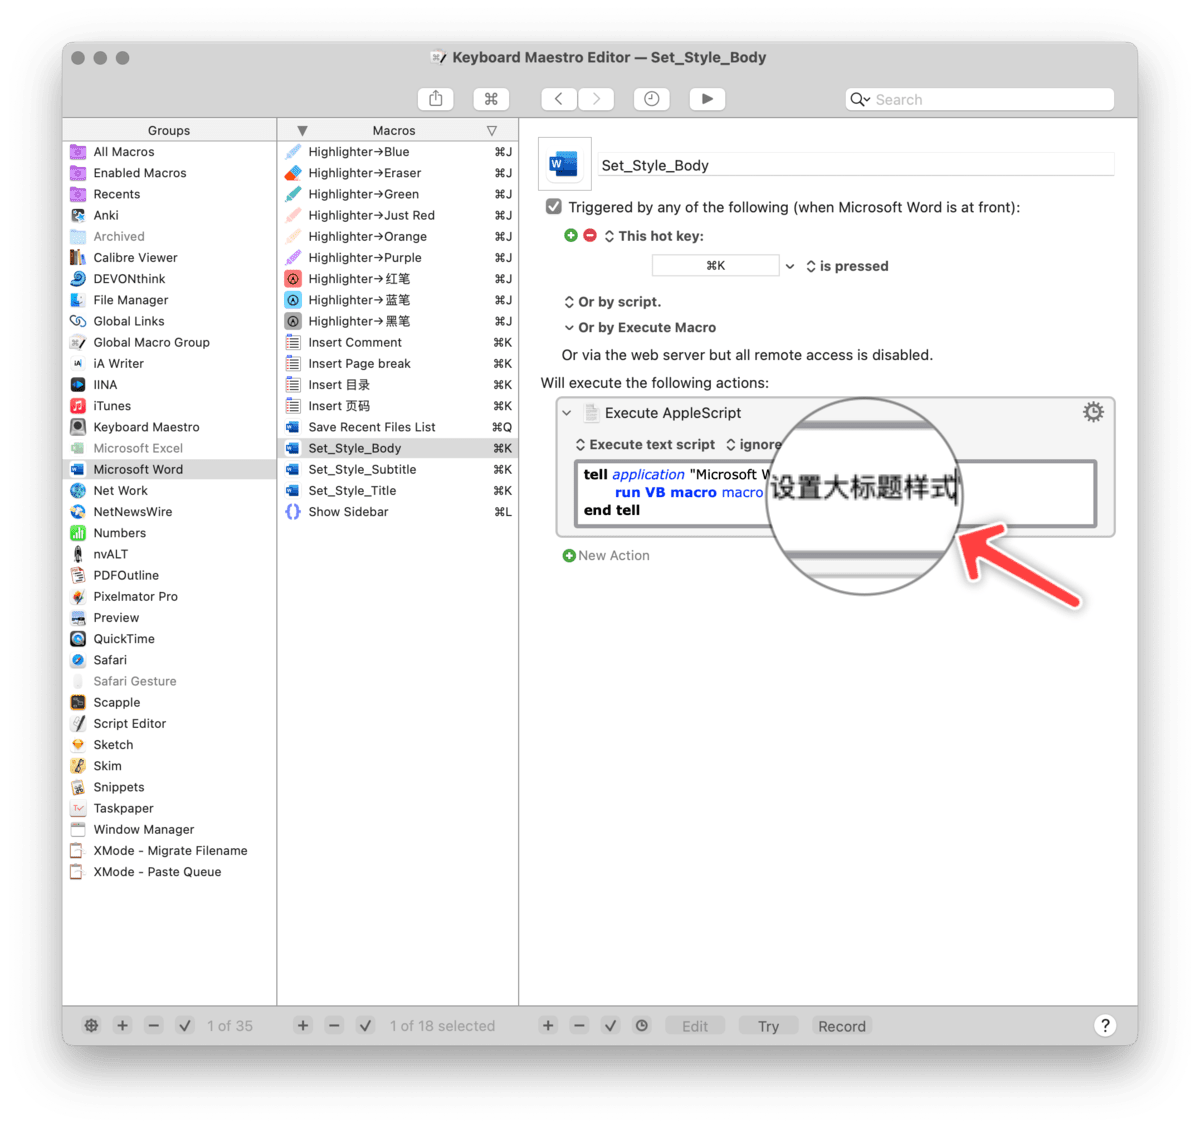 Keyboard Maestro Editor — Set_Style_Body
Search
Groups
All Macros
Enabled Macros
Recents
Anki
Archived
Calibre Viewer
DEVONthink
File Manager
Global Links
Global Macro Group
iA Writer
IINA
iTunes
Keyboard Maestro
Microsoft Excel
Microsoft Word
Net Work
NetNewsWire
Numbers
nvALT
PDFOutline
Pixelmator Pro
Preview
QuickTime
Safari
Safari Gesture
Scapple
Script Editor
Sketch
Skim
Snippets
Taskpaper
Window Manager
XMode - Migrate Filename
XMode - Paste Queue
1 of 35
Macros
Highlighter→Blue ⌘J
Highlighter→Eraser ⌘J
Highlighter→Green ⌘J
Highlighter→Just Red ⌘J
Highlighter→Orange ⌘J
Highlighter→Purple ⌘J
Highlighter→红笔 ⌘J
Highlighter→蓝笔 ⌘J
Highlighter→黑笔 ⌘J
Insert Comment ⌘K
Insert Page break ⌘K
Insert 目录 ⌘K
Insert 页码 ⌘K
Save Recent Files List ⌘Q
Set_Style_Body ⌘K
Set_Style_Subtitle ⌘K
Set_Style_Title ⌘K
Show Sidebar ⌘L
1 of 18 selected
Set_Style_Body
Triggered by any of the following (when Microsoft Word is at front):
This hot key:
⌘K is pressed
Or by script.
Or by Execute Macro
Or via the web server but all remote access is disabled.
Will execute the following actions:
Execute AppleScript
Execute text script ignore
tell application "Microsoft W
run VB macro macro 设置大标题样式
end tell
New Action
Edit
Try
Record
?